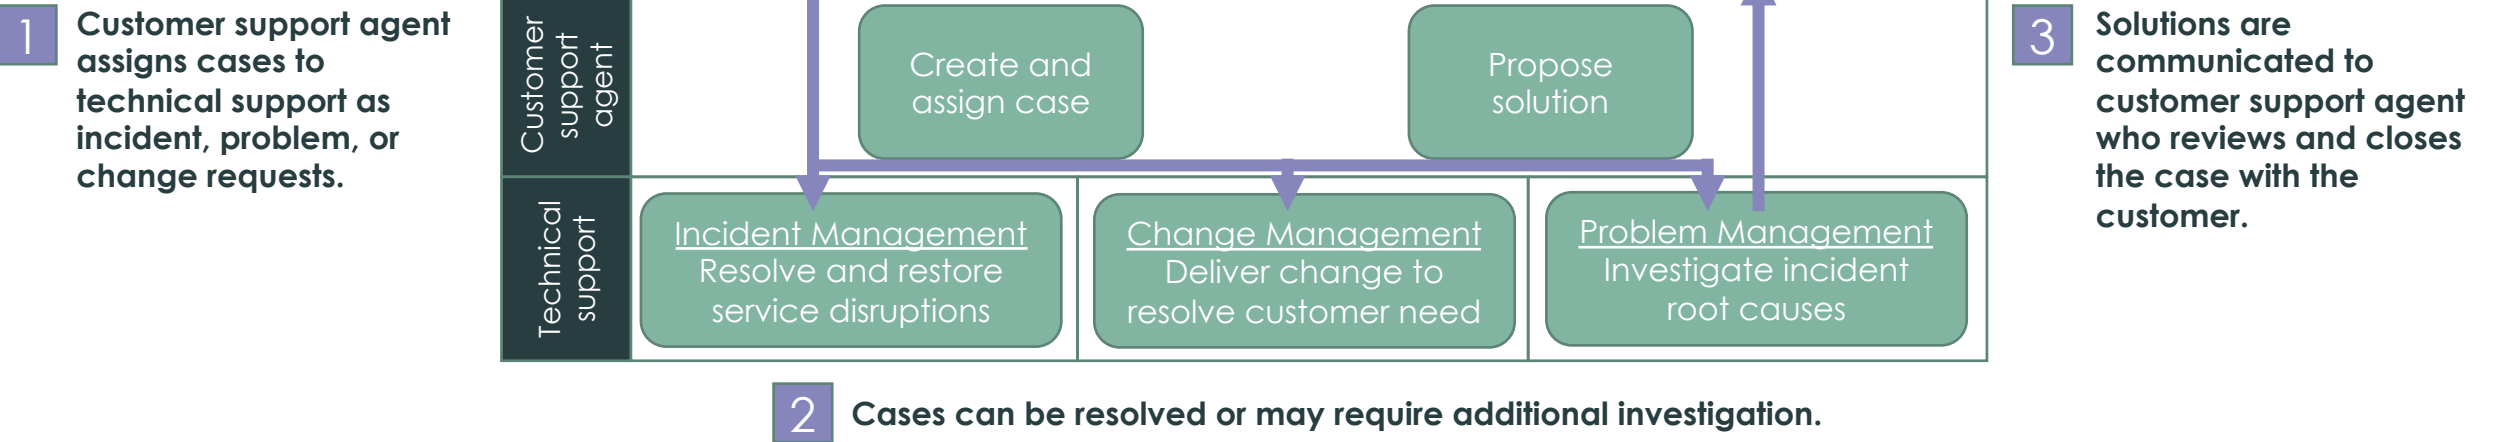 1
Customer support agent
assigns cases to
technical support as
incident, problem, or
change requests.
Customer
support
agent
Create and
assign case
Propose
solution
3
Solutions are
communicated to
customer support agent
who reviews and closes
the case with the
customer.
Technical
support
Incident Management
Resolve and restore
service disruptions
Change Management
Deliver change to
resolve customer need
Problem Management
Investigate incident
root causes
2
Cases can be resolved or may require additional investigation.